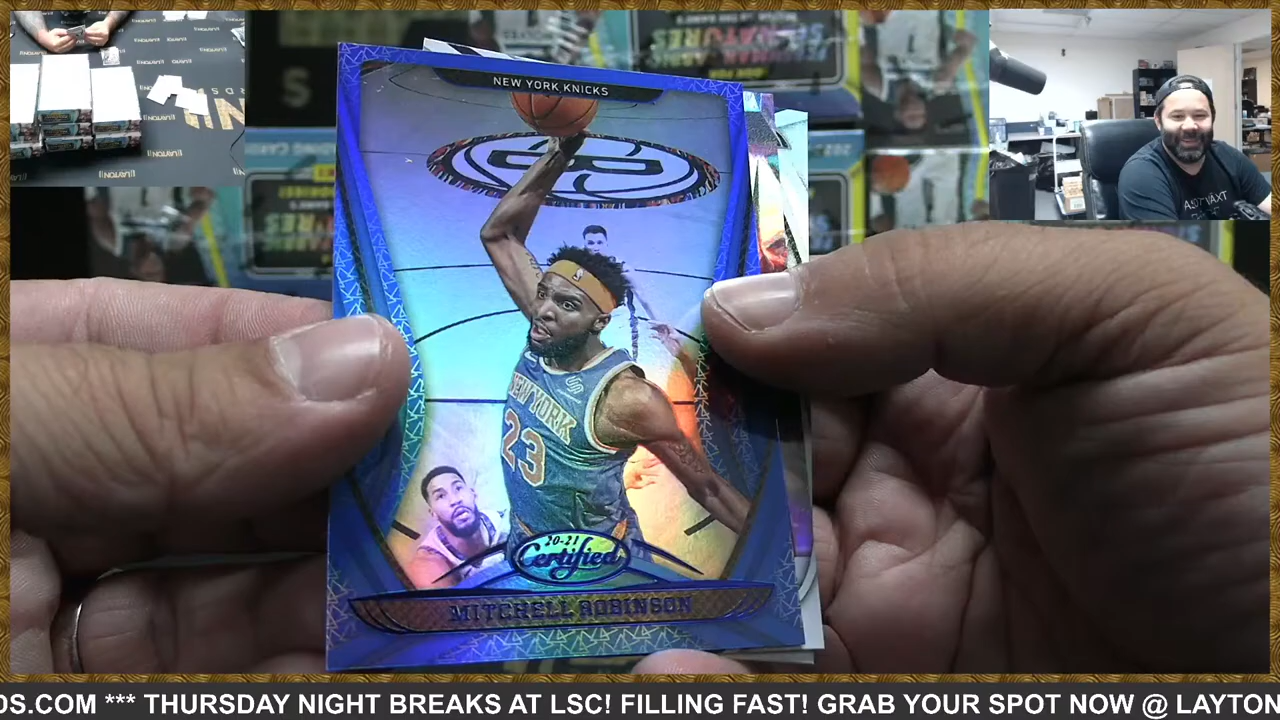 NEW YORK KNICKS
NEW YORK
23
20-21
Certified
MITCHELL ROBINSON
DS.COM *** THURSDAY NIGHT BREAKS AT LSC! FILLING FAST! GRAB YOUR SPOT NOW @ LAYTON